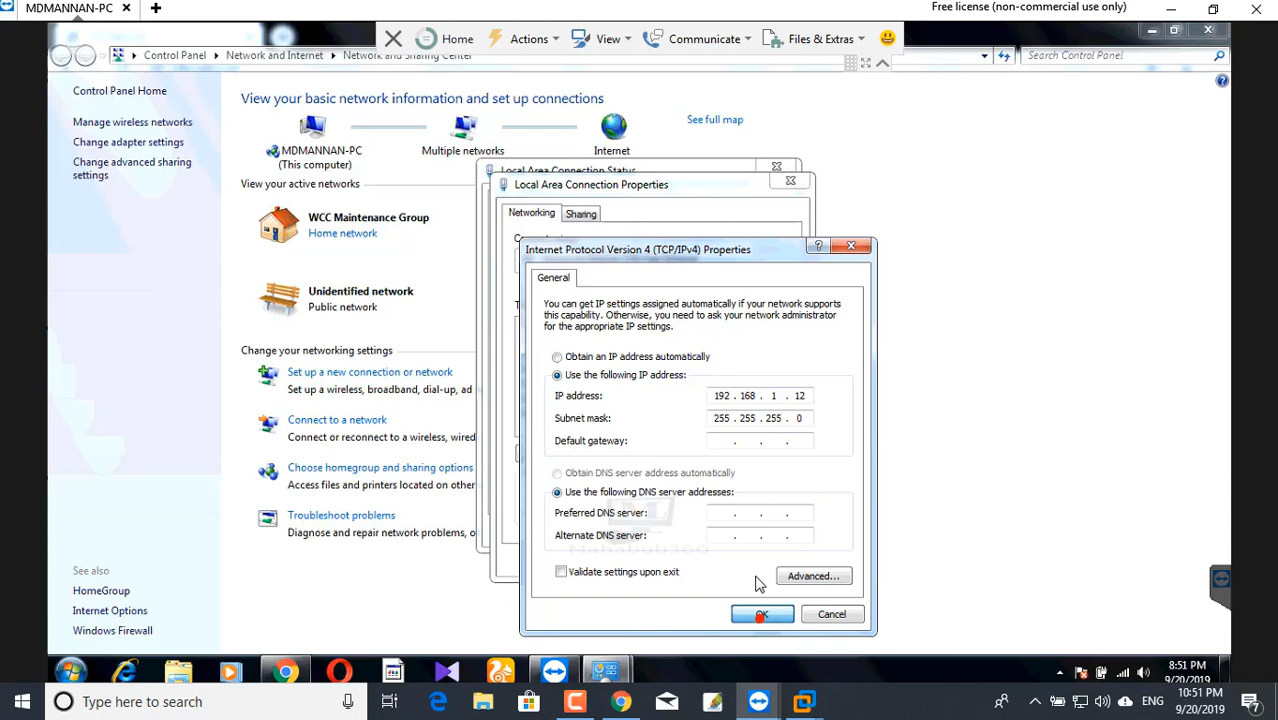 MDMANNAN-PC
Free license (non-commercial use only)
Home
Actions
View
Communicate
Files & Extras
Control Panel
Network and Internet
Network and Sharing Center
Search Control Panel
Control Panel Home
Manage wireless networks
Change adapter settings
Change advanced sharing
settings
View your basic network information and set up connections
See full map
MDMANNAN-PC
(This computer)
Multiple networks
Internet
View your active networks
WCC Maintenance Group
Home network
Unidentified network
Public network
Change your networking settings
Set up a new connection or network
Set up a wireless, broadband, dial-up, ad
Connect to a network
Connect or reconnect to a wireless, wired
Choose homegroup and sharing options
Access files and printers located on other
Troubleshoot problems
Diagnose and repair network problems, o
See also
HomeGroup
Internet Options
Windows Firewall
Local Area Connection Status
Local Area Connection Properties
Networking
Sharing
Internet Protocol Version 4 (TCP/IPv4) Properties
General
You can get IP settings assigned automatically if your network supports
this capability. Otherwise, you need to ask your network administrator
for the appropriate IP settings.
Obtain an IP address automatically
Use the following IP address:
IP address: 192 . 168 . 1 . 12
Subnet mask: 255 . 255 . 255 . 0
Default gateway: . . .
Obtain DNS server address automatically
Use the following DNS server addresses:
Preferred DNS server: . . .
Alternate DNS server: . . .
Mahabub360
Validate settings upon exit
Advanced...
OK
Cancel
8:51 PM
9/20/2019
Type here to search
ENG
10:51 PM
9/20/2019
7